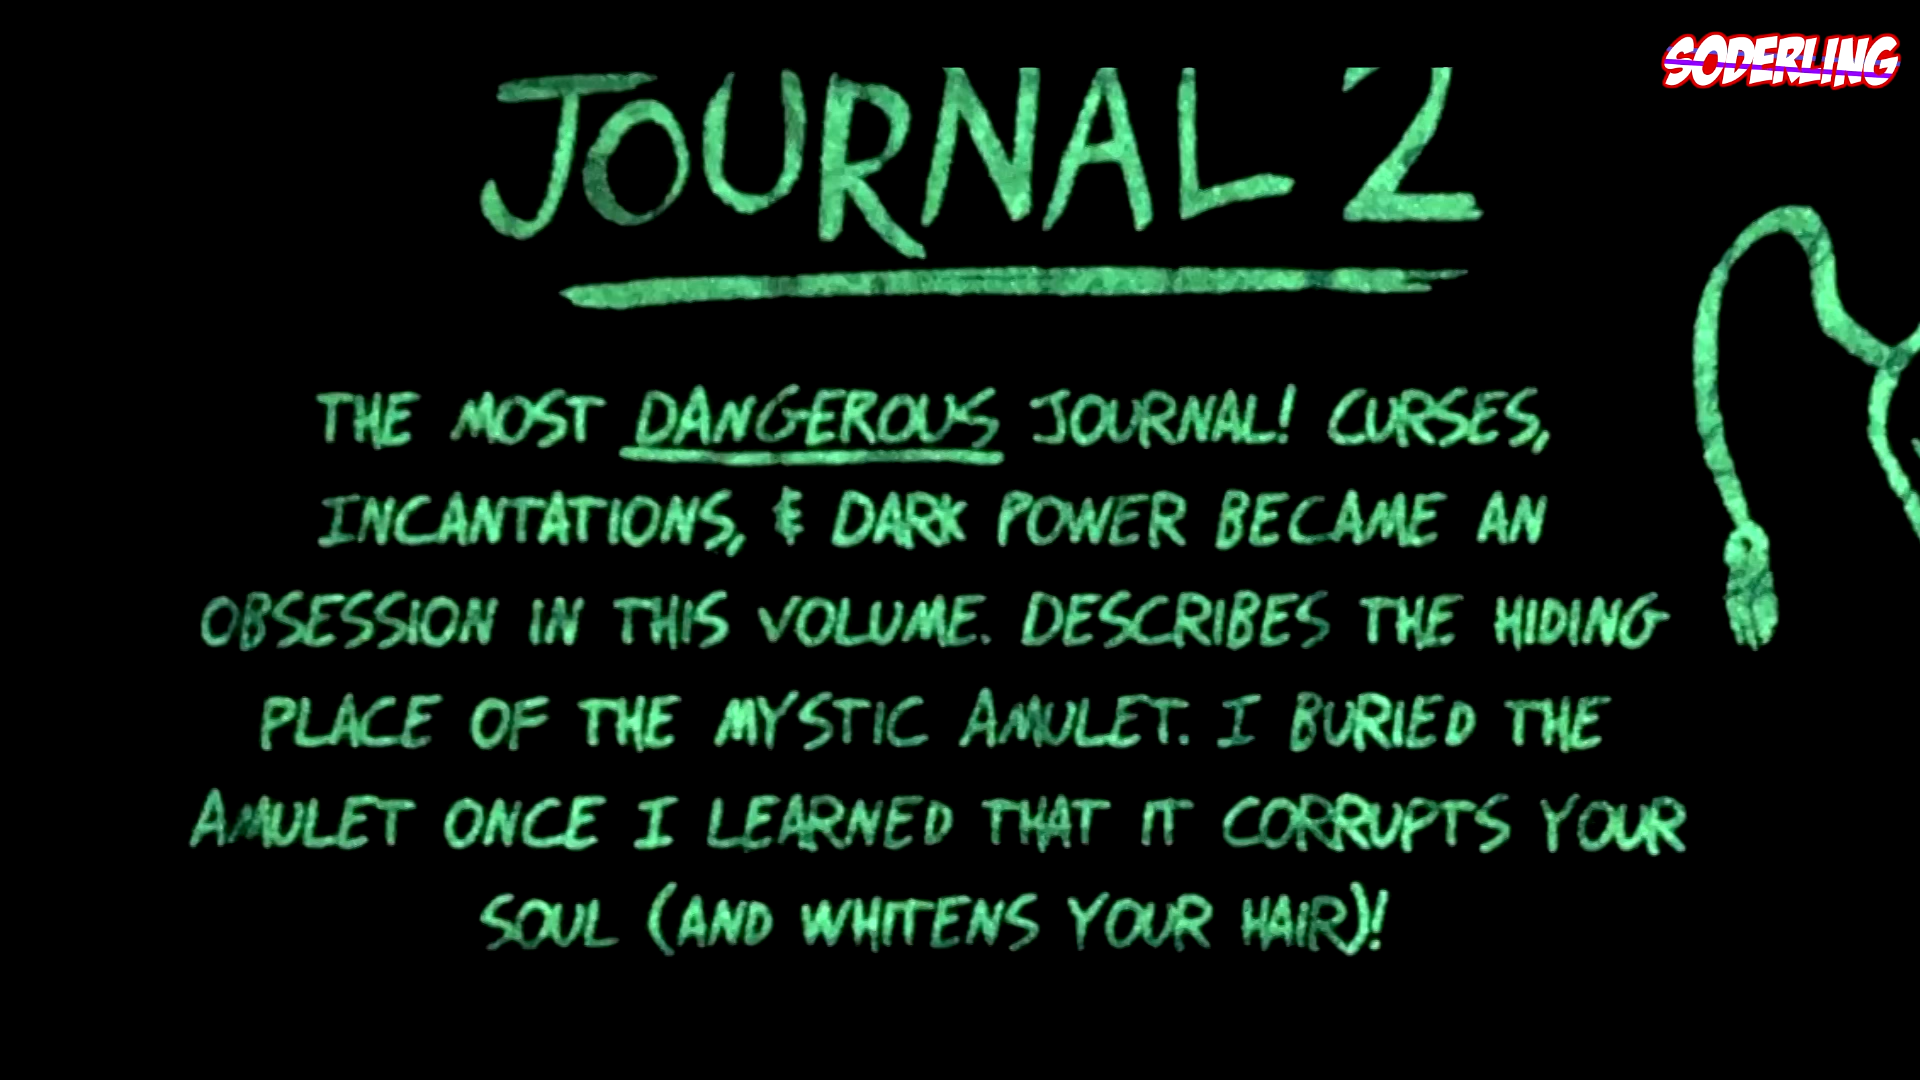 SODERLING
JOURNAL 2
THE MOST DANGEROUS JOURNAL! CURSES,
INCANTATIONS, & DARK POWER BECAME AN
OBSESSION IN THIS VOLUME. DESCRIBES THE HIDING
PLACE OF THE MYSTIC AMULET. I BURIED THE
AMULET ONCE I LEARNED THAT IT CORRUPTS YOUR
SOUL (AND WHITENS YOUR HAIR)!